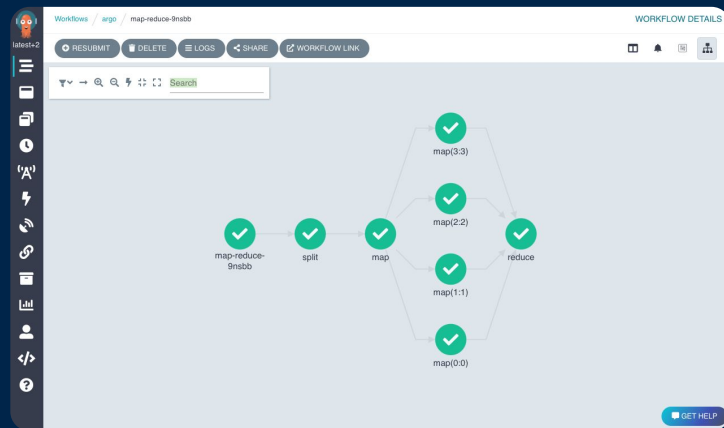 Workflows / argo / map-reduce-9nsbb
WORKFLOW DETAILS
latest+2
RESUBMIT DELETE LOGS SHARE WORKFLOW LINK
Search
map(3:3)
map(2:2)
map-reduce-
9nsbb
split
map
reduce
map(1:1)
map(0:0)
GET HELP